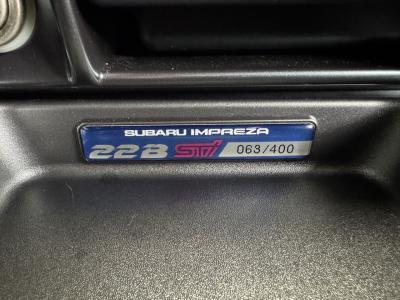 SUBARU IMPREZA
22B STi 063/400